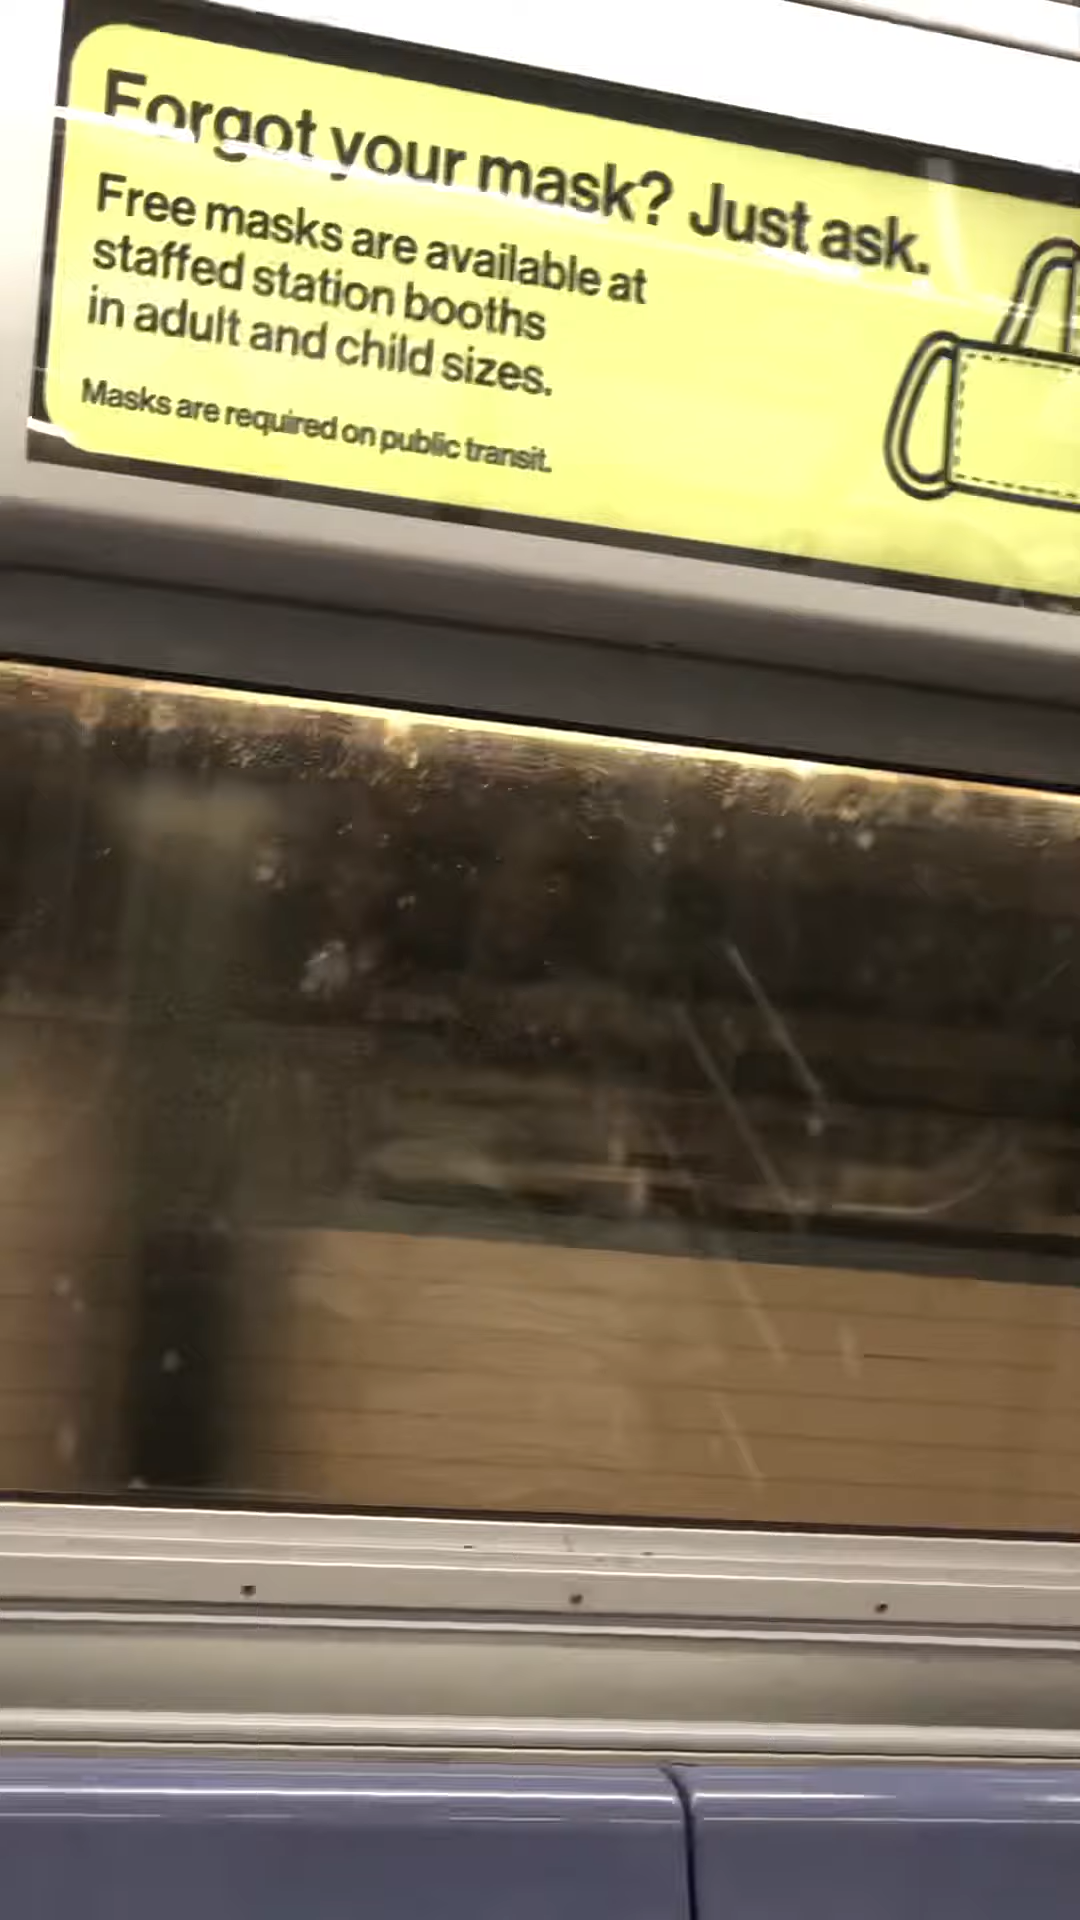 Forgot your mask? Just ask.
Free masks are available at
staffed station booths
in adult and child sizes.
Masks are required on public transit.